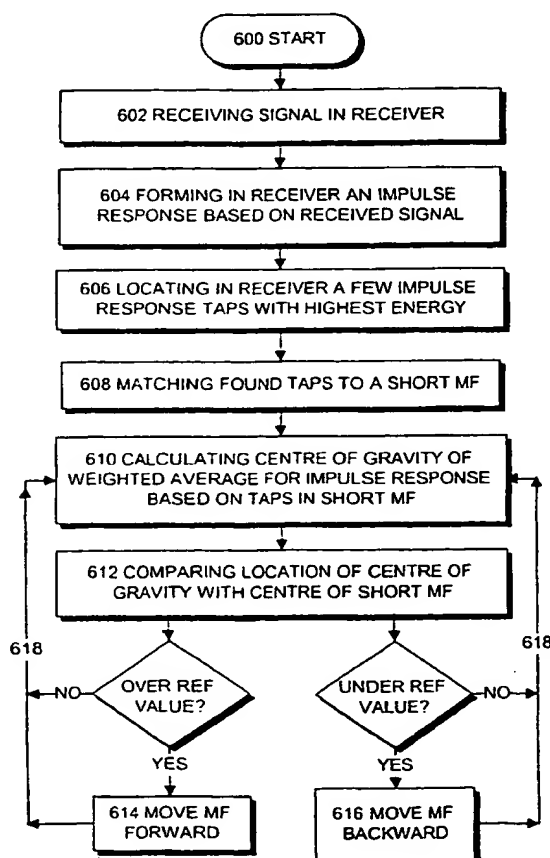 600 START
602 RECEIVING SIGNAL IN RECEIVER
604 FORMING IN RECEIVER AN IMPULSE
RESPONSE BASED ON RECEIVED SIGNAL
606 LOCATING IN RECEIVER A FEW IMPULSE
RESPONSE TAPS WITH HIGHEST ENERGY
608 MATCHING FOUND TAPS TO A SHORT MF
610 CALCULATING CENTRE OF GRAVITY OF
WEIGHTED AVERAGE FOR IMPULSE RESPONSE
BASED ON TAPS IN SHORT MF
612 COMPARING LOCATION OF CENTRE OF
GRAVITY WITH CENTRE OF SHORT MF
618
618
NO
OVER REF
VALUE?
UNDER REF
VALUE?
NO
YES
YES
614 MOVE MF
FORWARD
616 MOVE MF
BACKWARD